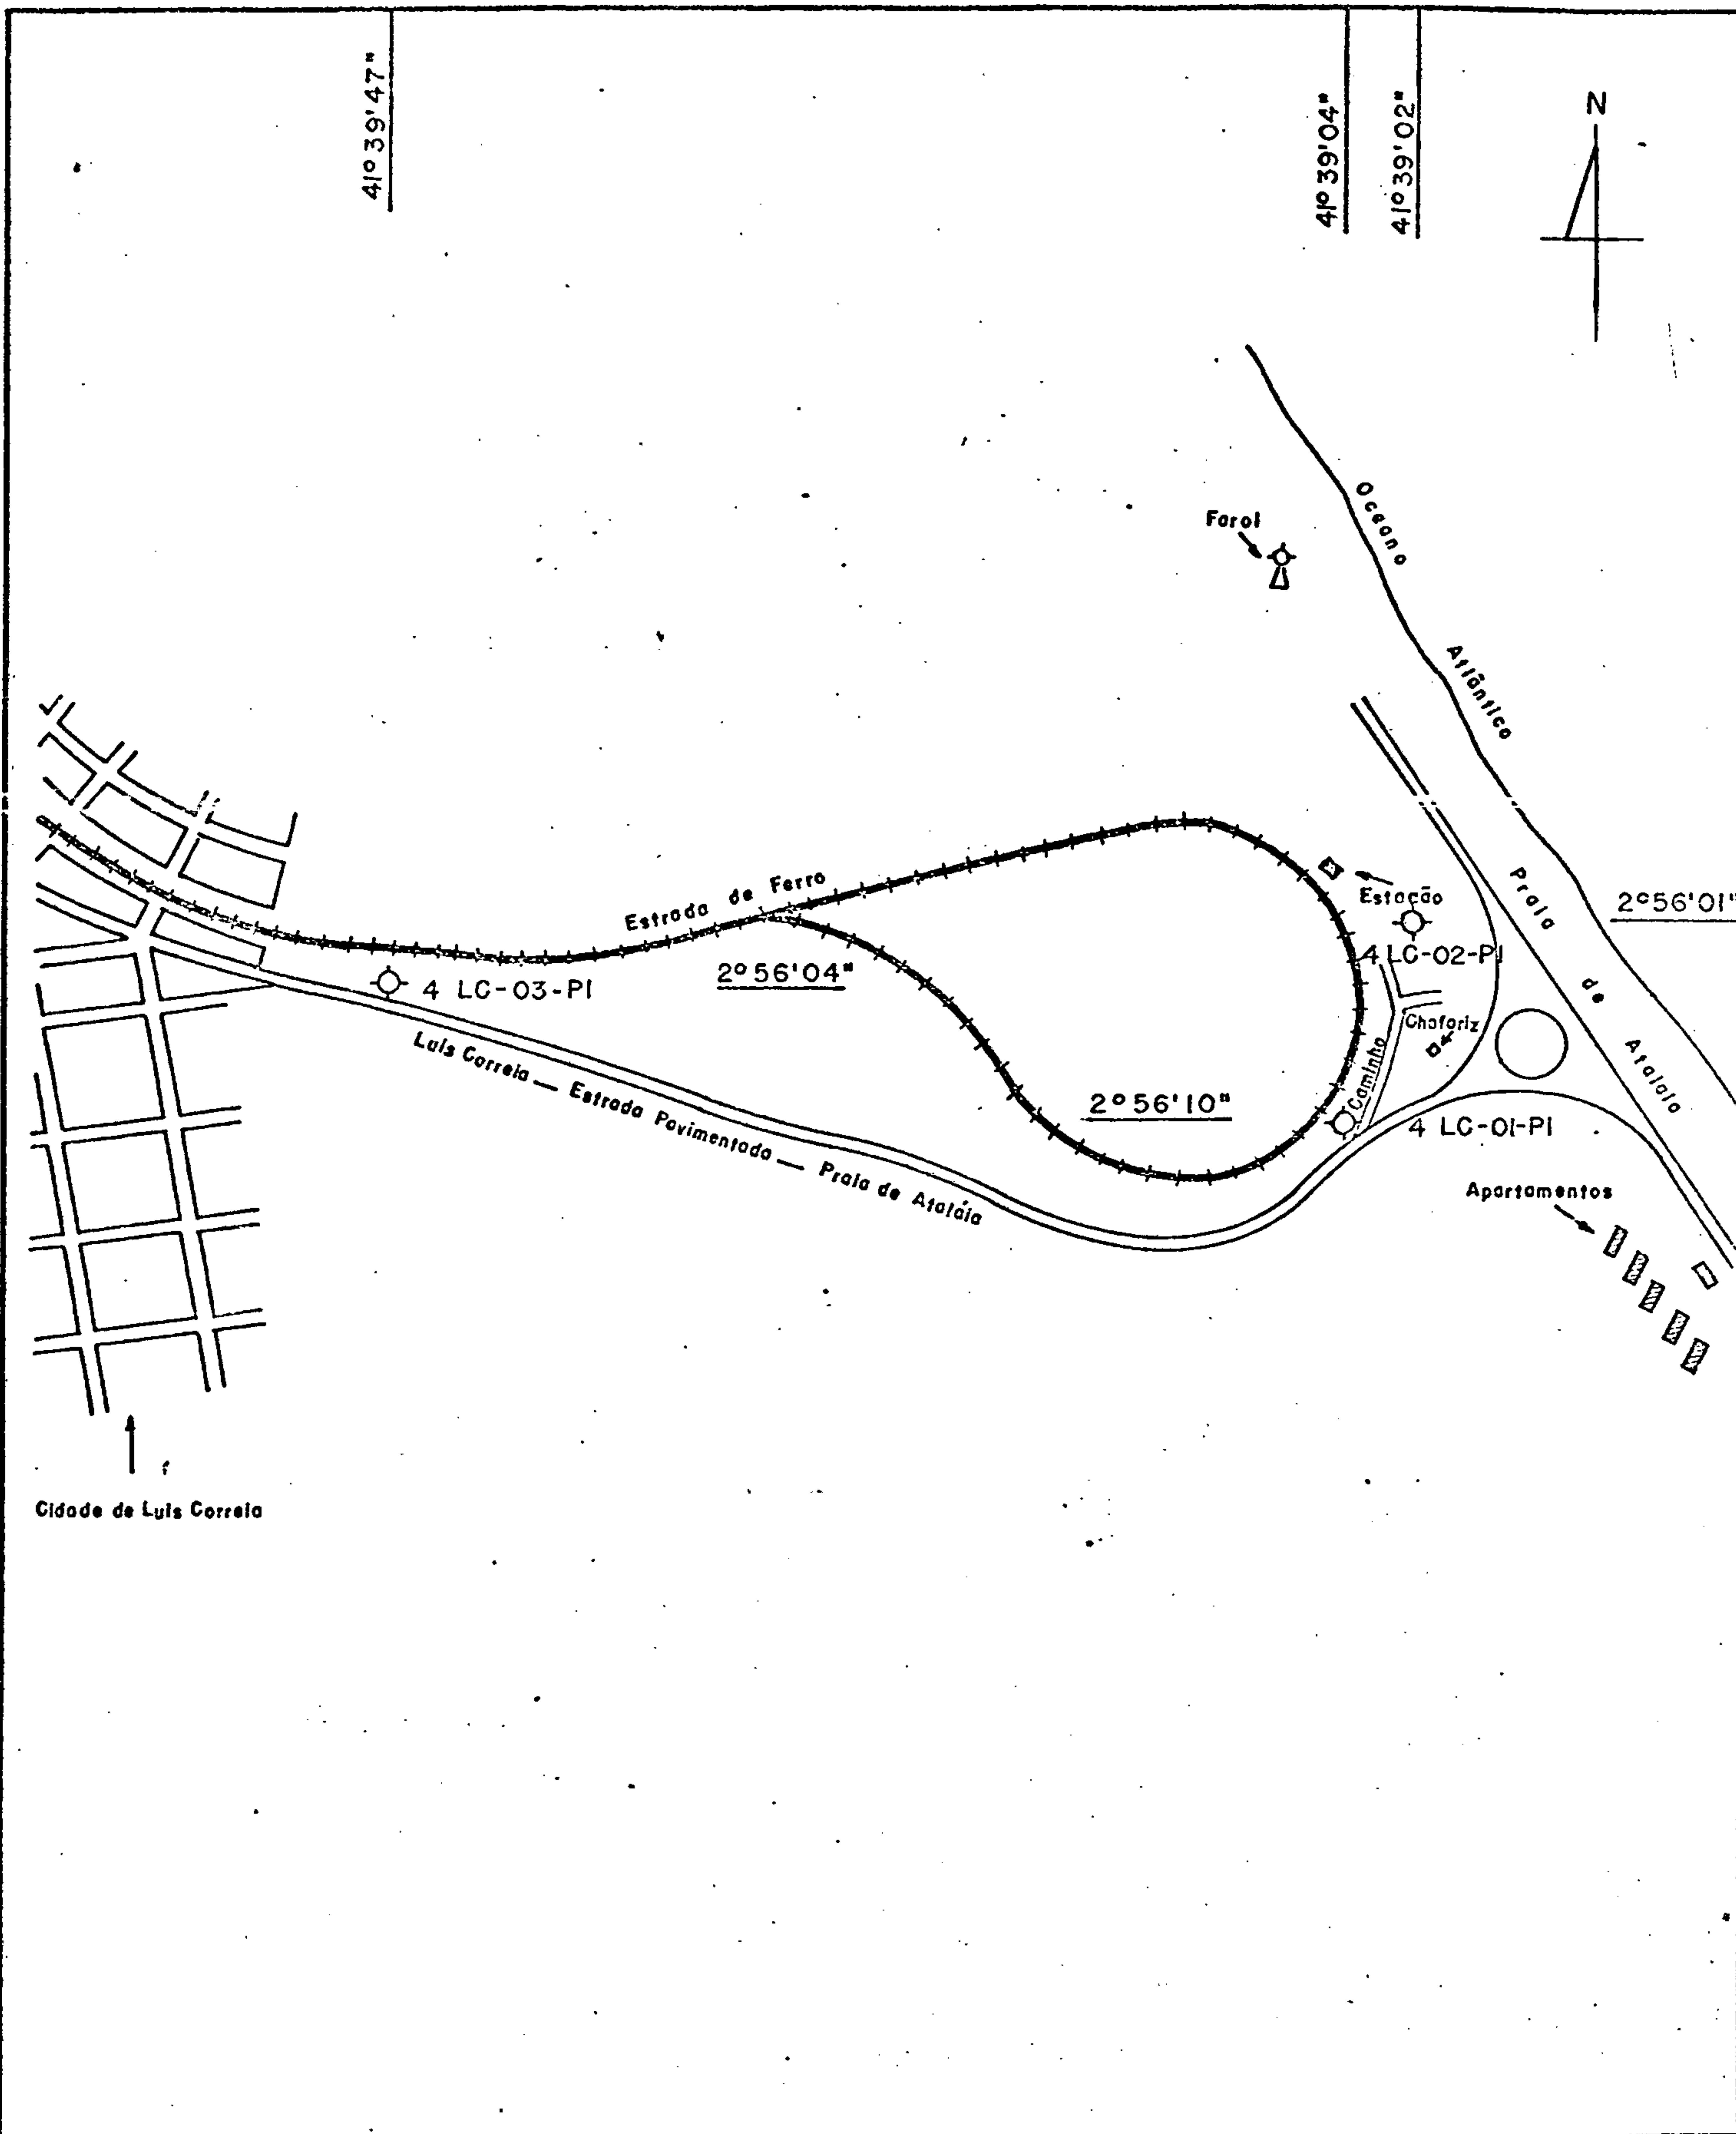 41°39'47"
41°39'04"
41°39'02"
N
Oceano
Atlântico
Farol
Estrada de Ferro
Estação
2°56'01"
Praia de Atalaia
4 LC-02-PI
2°56'04"
4 LC-03-PI
Chafariz
Caminho
Luis Correia — Estrada Pavimentada — Praia de Ataláia
2°56'10"
4 LC-01-PI
Apartamentos
Cidade de Luis Correia